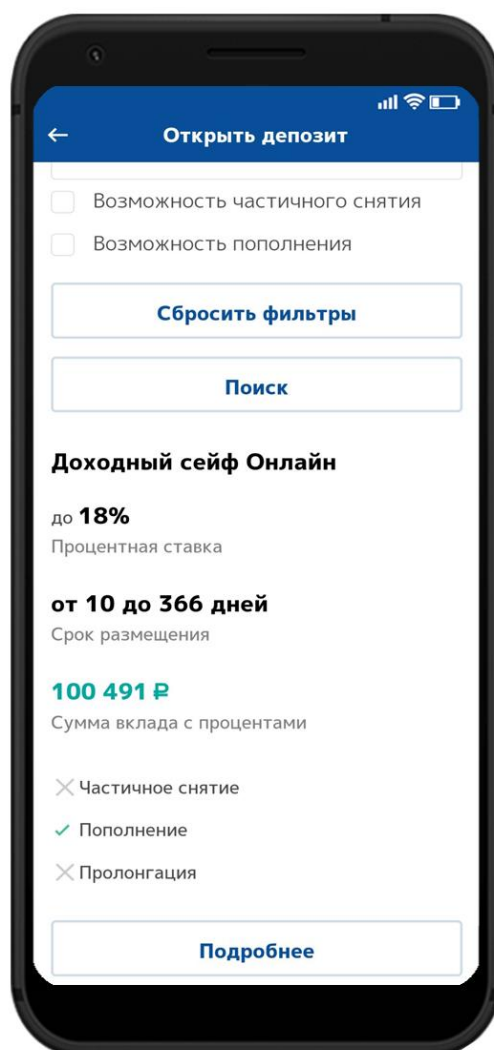 Открыть депозит
Возможность частичного снятия
Возможность пополнения
Сбросить фильтры
Поиск
Доходный сейф Онлайн
до 18%
Процентная ставка
от 10 до 366 дней
Срок размещения
100 491 ₽
Сумма вклада с процентами
Частичное снятие
Пополнение
Пролонгация
Подробнее